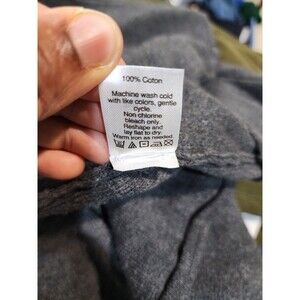 100% Coton
Machine wash cold
with like colors, gentle
cycle.
Non chlorine
bleach only.
Reshape and
lay flat to dry.
Warm iron as needed.